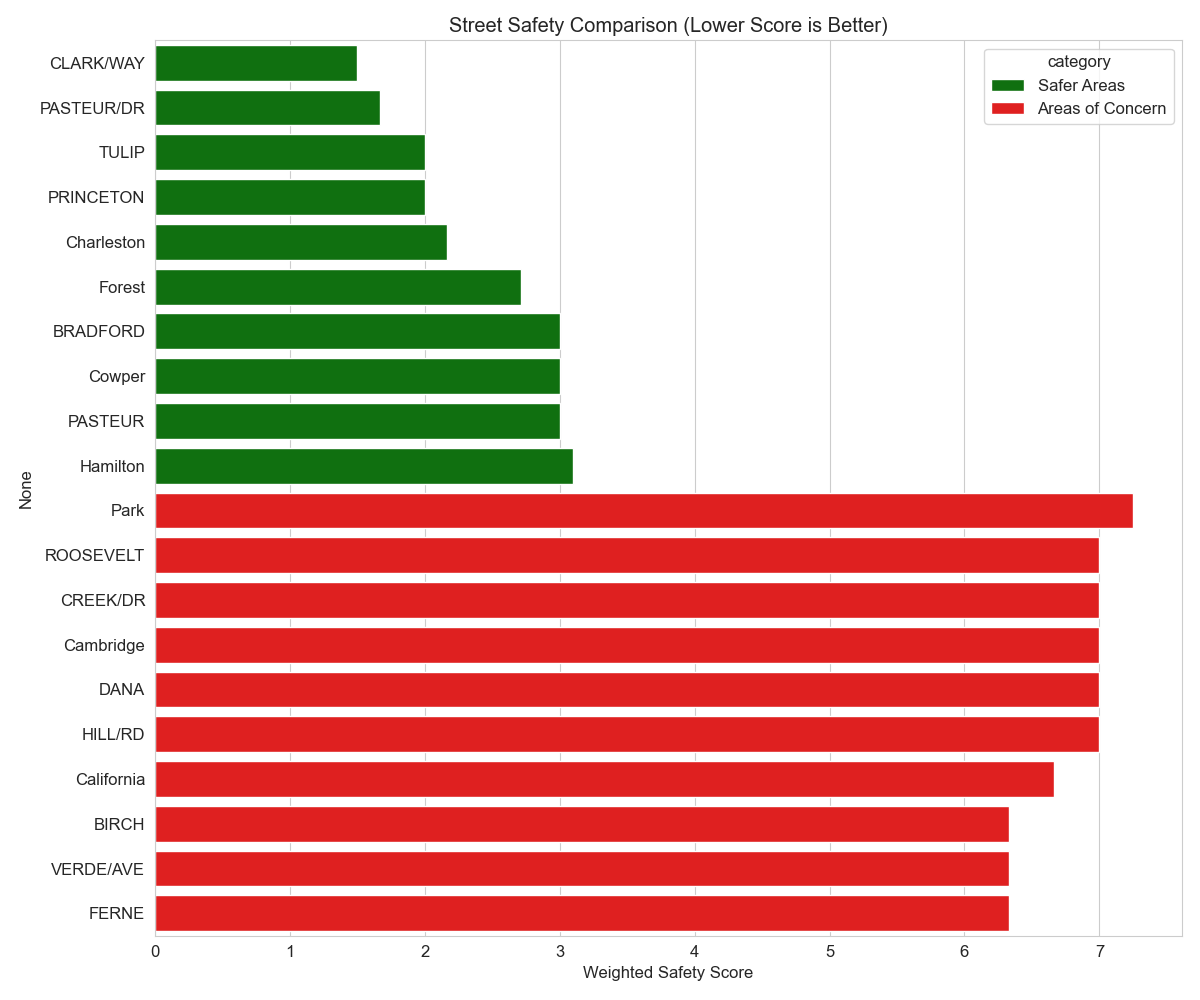 Street Safety Comparison (Lower Score is Better)
category
Safer Areas
Areas of Concern
CLARK/WAY
PASTEUR/DR
TULIP
PRINCETON
Charleston
Forest
BRADFORD
Cowper
PASTEUR
Hamilton
Park
ROOSEVELT
CREEK/DR
Cambridge
DANA
HILL/RD
California
BIRCH
VERDE/AVE
FERNE
None
0 1 2 3 4 5 6 7
Weighted Safety Score